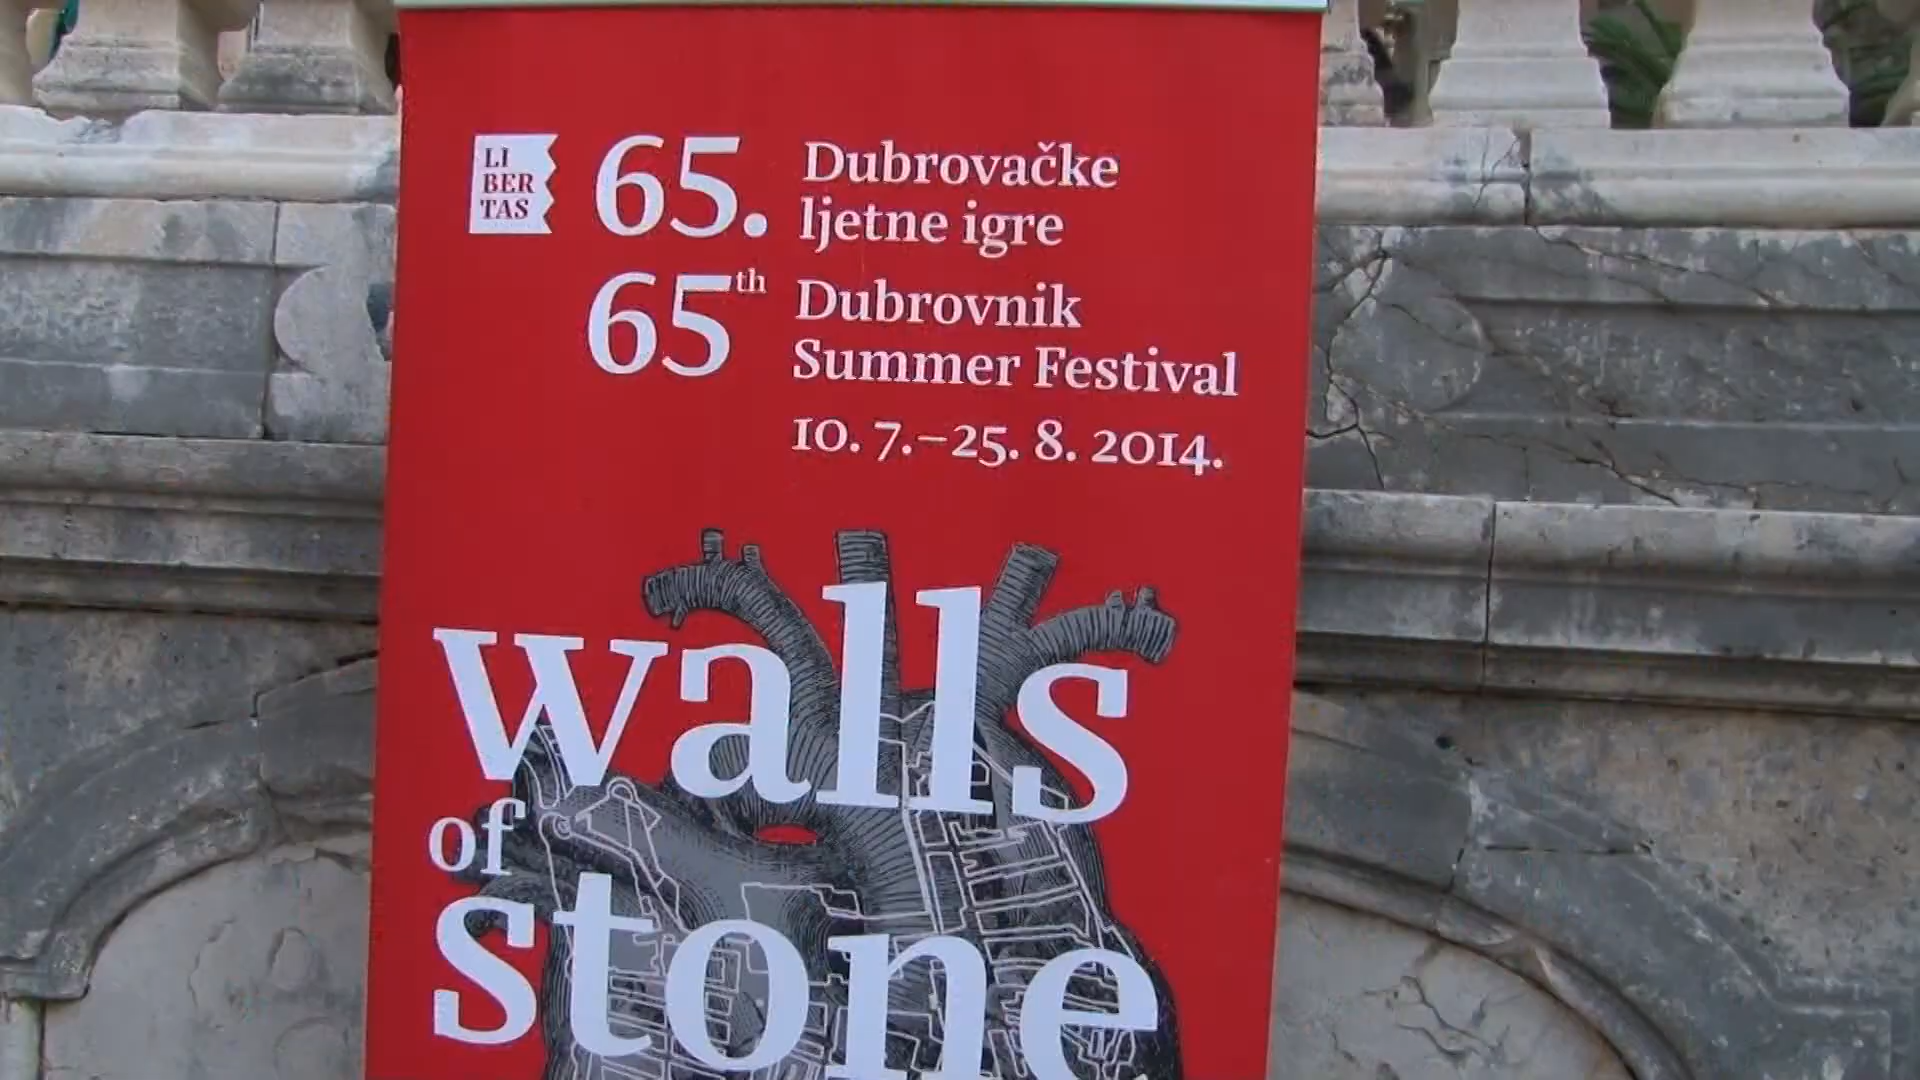 LI
BER
TAS
65. Dubrovačke
ljetne igre
65th Dubrovnik
Summer Festival
10. 7.–25. 8. 2014.
walls
of
stone